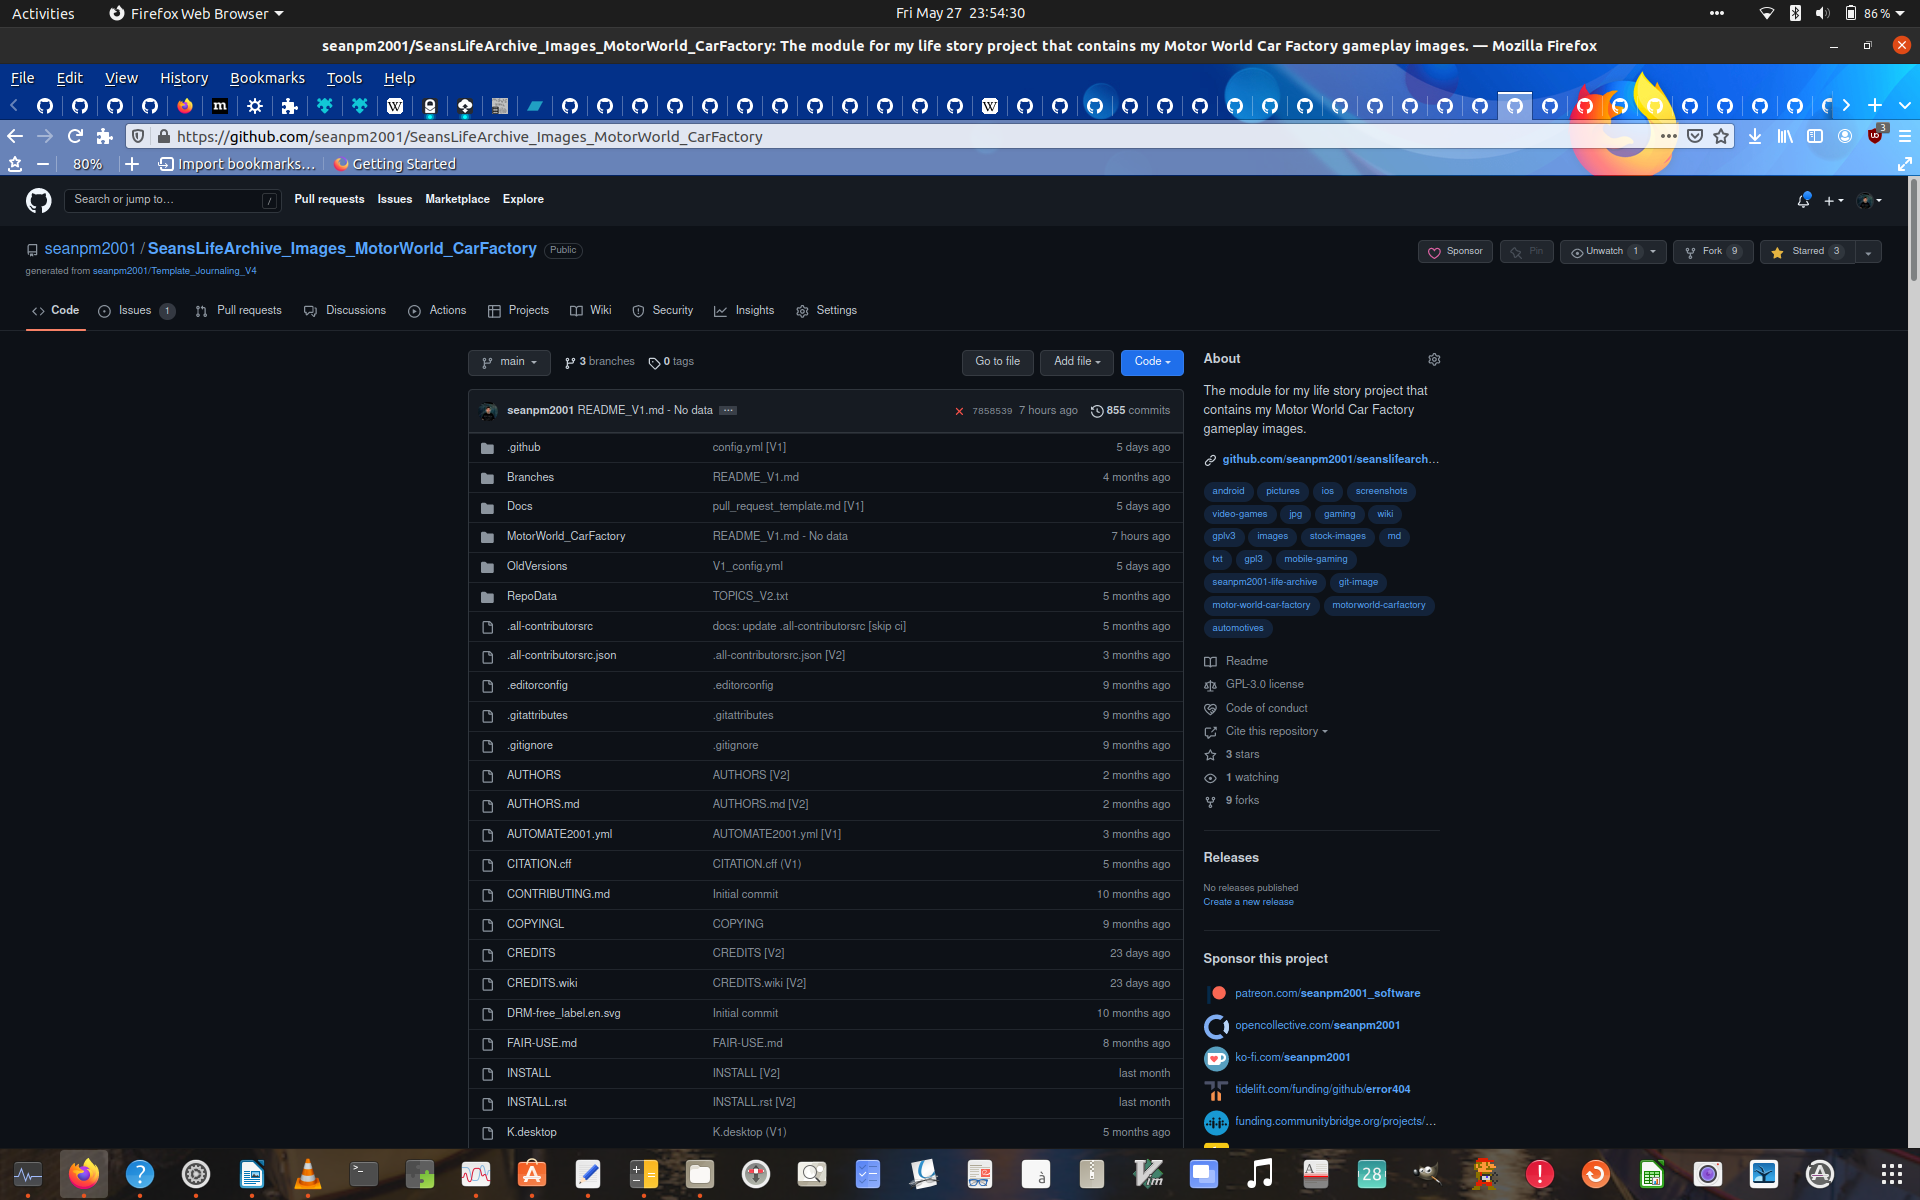 Activities Firefox Web Browser Fri May 27 23:54:30 86 %
seanpm2001/SeansLifeArchive_Images_MotorWorld_CarFactory: The module for my life story project that contains my Motor World Car Factory gameplay images. — Mozilla Firefox
File Edit View History Bookmarks Tools Help
https://github.com/seanpm2001/SeansLifeArchive_Images_MotorWorld_CarFactory 3
80% Import bookmarks... Getting Started
Search or jump to... / Pull requests Issues Marketplace Explore
seanpm2001 / SeansLifeArchive_Images_MotorWorld_CarFactory Public Sponsor Pin Unwatch 1 Fork 9 Starred 3
generated from seanpm2001/Template_Journaling_V4
Code Issues 1 Pull requests Discussions Actions Projects Wiki Security Insights Settings
main 3 branches 0 tags Go to file Add file Code
seanpm2001 README_V1.md - No data ... 7858539 7 hours ago 855 commits
.github config.yml [V1] 5 days ago
Branches README_V1.md 4 months ago
Docs pull_request_template.md [V1] 5 days ago
MotorWorld_CarFactory README_V1.md - No data 7 hours ago
OldVersions V1_config.yml 5 days ago
RepoData TOPICS_V2.txt 5 months ago
.all-contributorsrc docs: update .all-contributorsrc [skip ci] 5 months ago
.all-contributorsrc.json .all-contributorsrc.json [V2] 3 months ago
.editorconfig .editorconfig 9 months ago
.gitattributes .gitattributes 9 months ago
.gitignore .gitignore 9 months ago
AUTHORS AUTHORS [V2] 2 months ago
AUTHORS.md AUTHORS.md [V2] 2 months ago
AUTOMATE2001.yml AUTOMATE2001.yml [V1] 3 months ago
CITATION.cff CITATION.cff (V1) 5 months ago
CONTRIBUTING.md Initial commit 10 months ago
COPYINGL COPYING 9 months ago
CREDITS CREDITS [V2] 23 days ago
CREDITS.wiki CREDITS.wiki [V2] 23 days ago
DRM-free_label.en.svg Initial commit 10 months ago
FAIR-USE.md FAIR-USE.md 8 months ago
INSTALL INSTALL [V2] last month
INSTALL.rst INSTALL.rst [V2] last month
K.desktop K.desktop (V1) 5 months ago
About
The module for my life story project that
contains my Motor World Car Factory
gameplay images.
github.com/seanpm2001/seanslifearch...
android pictures ios screenshots
video-games jpg gaming wiki
gplv3 images stock-images md
txt gpl3 mobile-gaming
seanpm2001-life-archive git-image
motor-world-car-factory motorworld-carfactory
automotives
Readme
GPL-3.0 license
Code of conduct
Cite this repository
3 stars
1 watching
9 forks
Releases
No releases published
Create a new release
Sponsor this project
patreon.com/seanpm2001_software
opencollective.com/seanpm2001
ko-fi.com/seanpm2001
tidelift.com/funding/github/error404
funding.communitybridge.org/projects/...
28